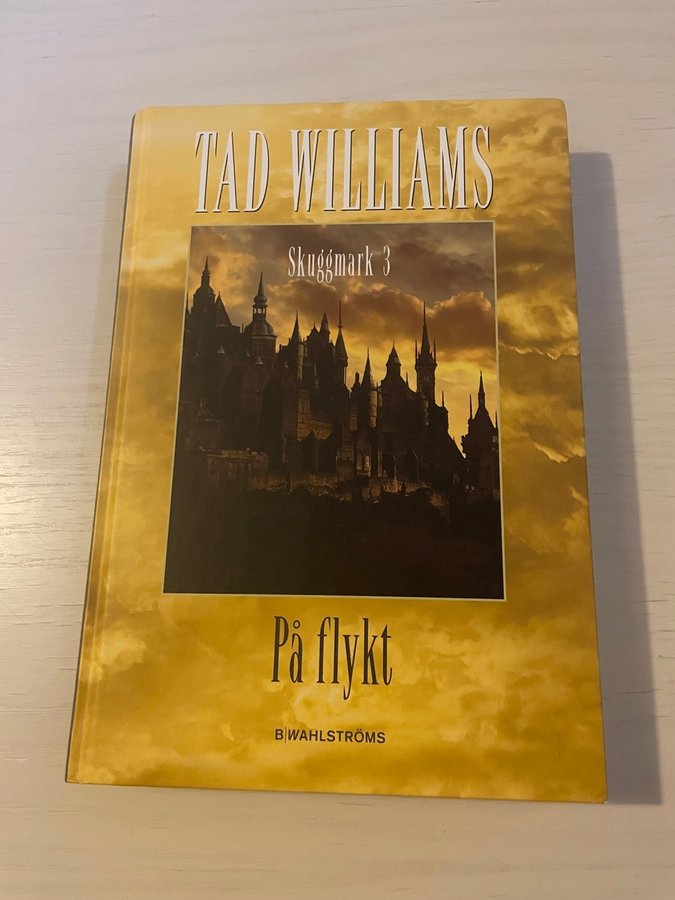 TAD WILLIAMS
Skuggmark 3
På flykt
B|WAHLSTRÖMS